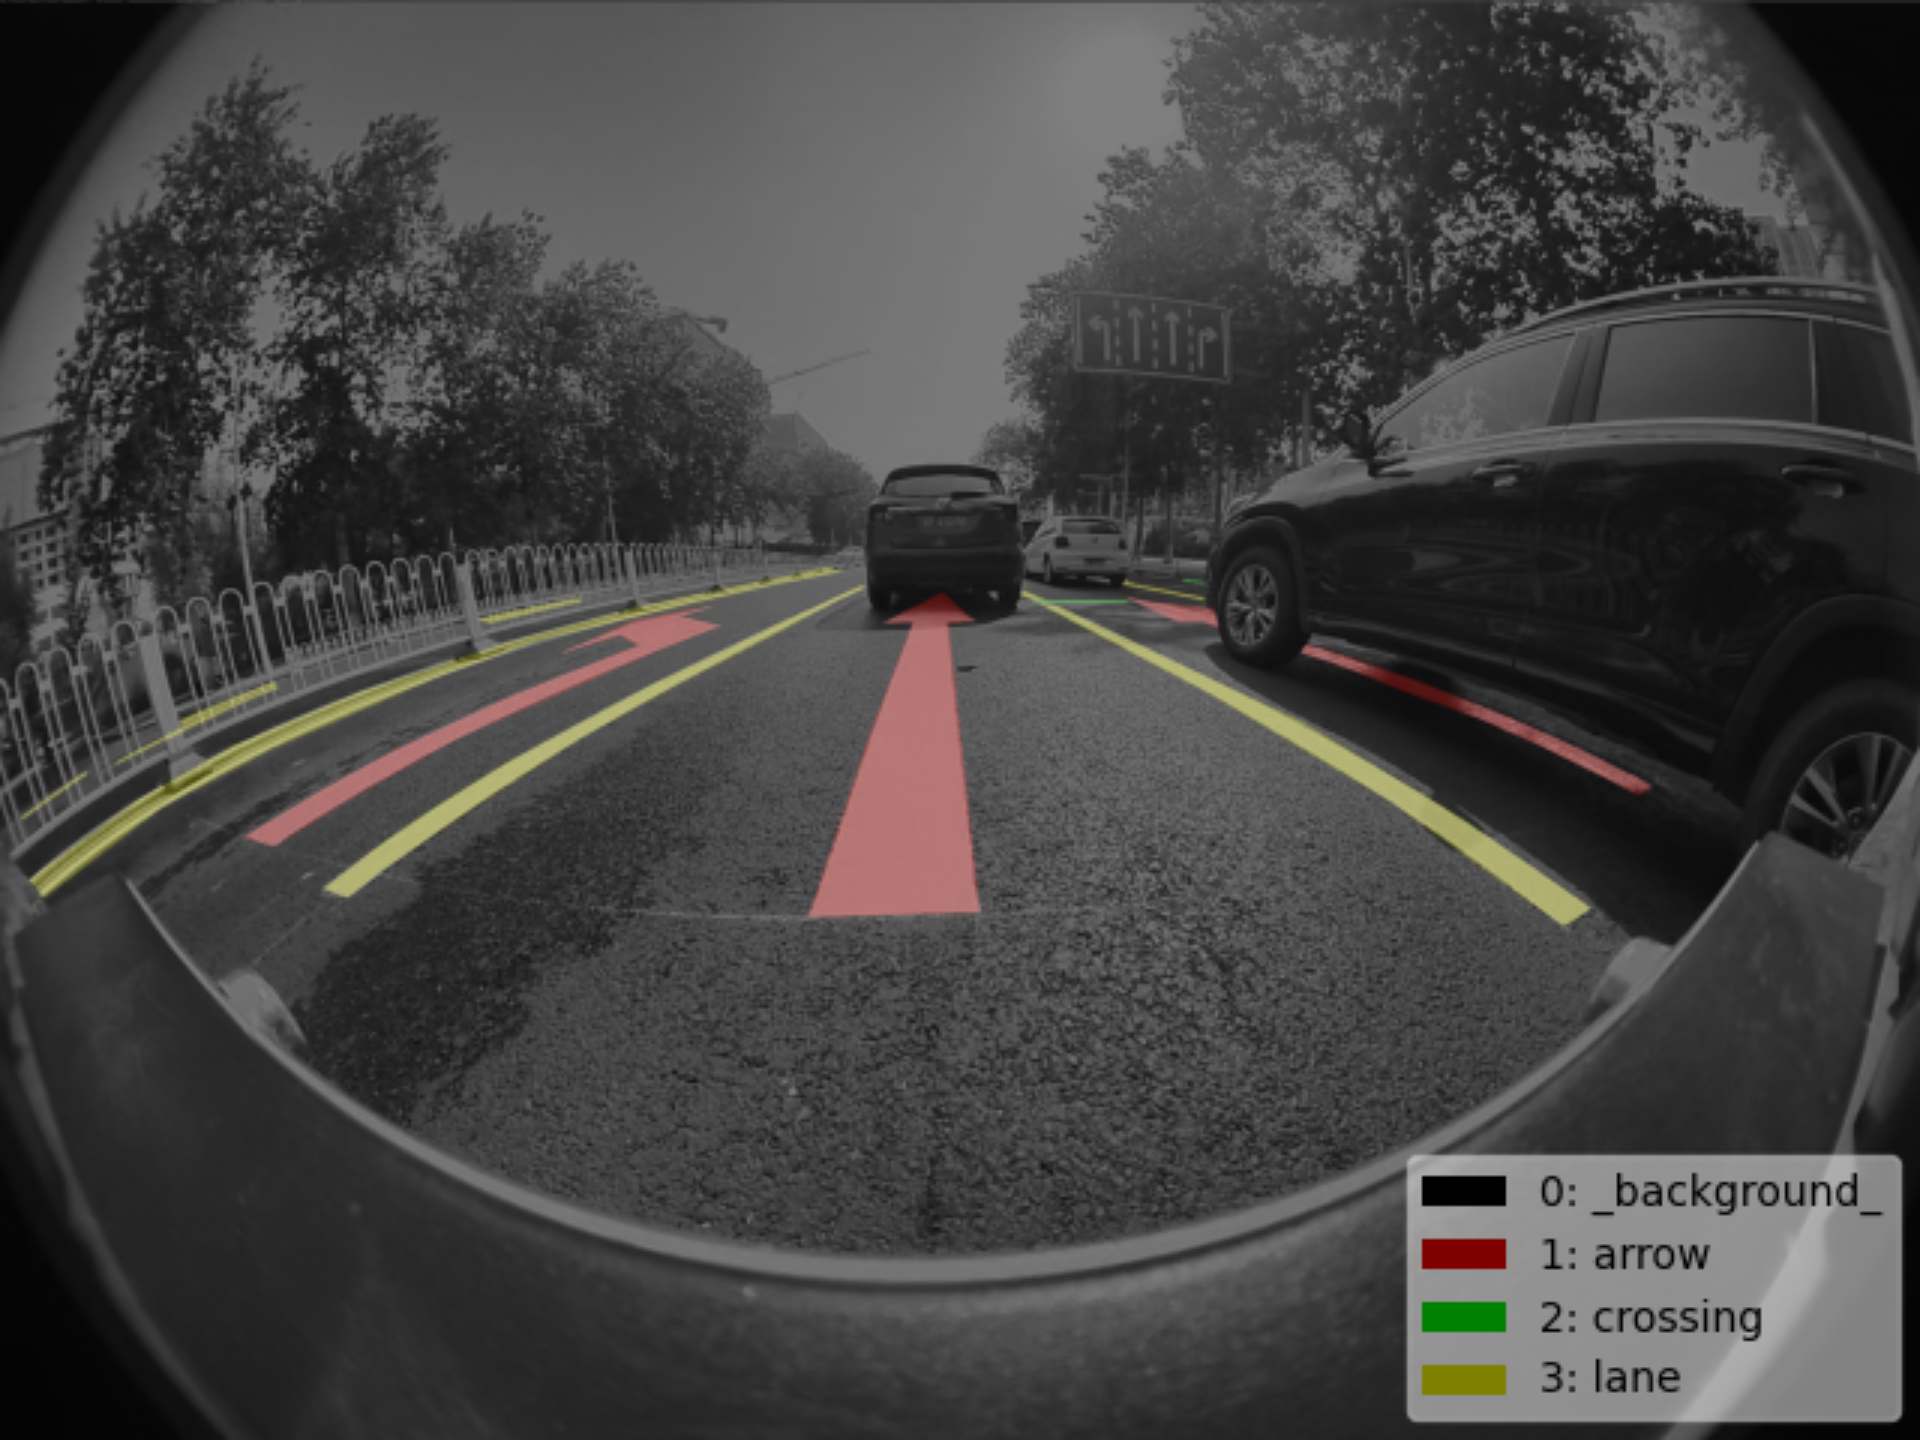 0: _background_
1: arrow
2: crossing
3: lane